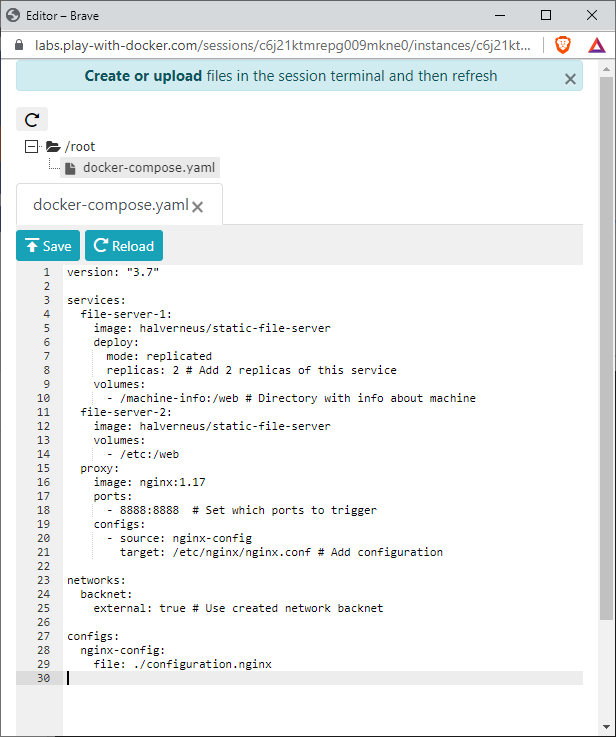 Editor – Brave
labs.play-with-docker.com/sessions/c6j21ktmrepg009mkne0/instances/c6j21kt...
Create or upload files in the session terminal and then refresh
/root
docker-compose.yaml
docker-compose.yaml
Save Reload
1 version: "3.7"
2
3 services:
4   file-server-1:
5     image: halverneus/static-file-server
6     deploy:
7       mode: replicated
8       replicas: 2 # Add 2 replicas of this service
9     volumes:
10       - /machine-info:/web # Directory with info about machine
11   file-server-2:
12     image: halverneus/static-file-server
13     volumes:
14       - /etc:/web
15   proxy:
16     image: nginx:1.17
17     ports:
18       - 8888:8888  # Set which ports to trigger
19     configs:
20       - source: nginx-config
21         target: /etc/nginx/nginx.conf # Add configuration
22
23 networks:
24   backnet:
25     external: true # Use created network backnet
26
27 configs:
28   nginx-config:
29     file: ./configuration.nginx
30